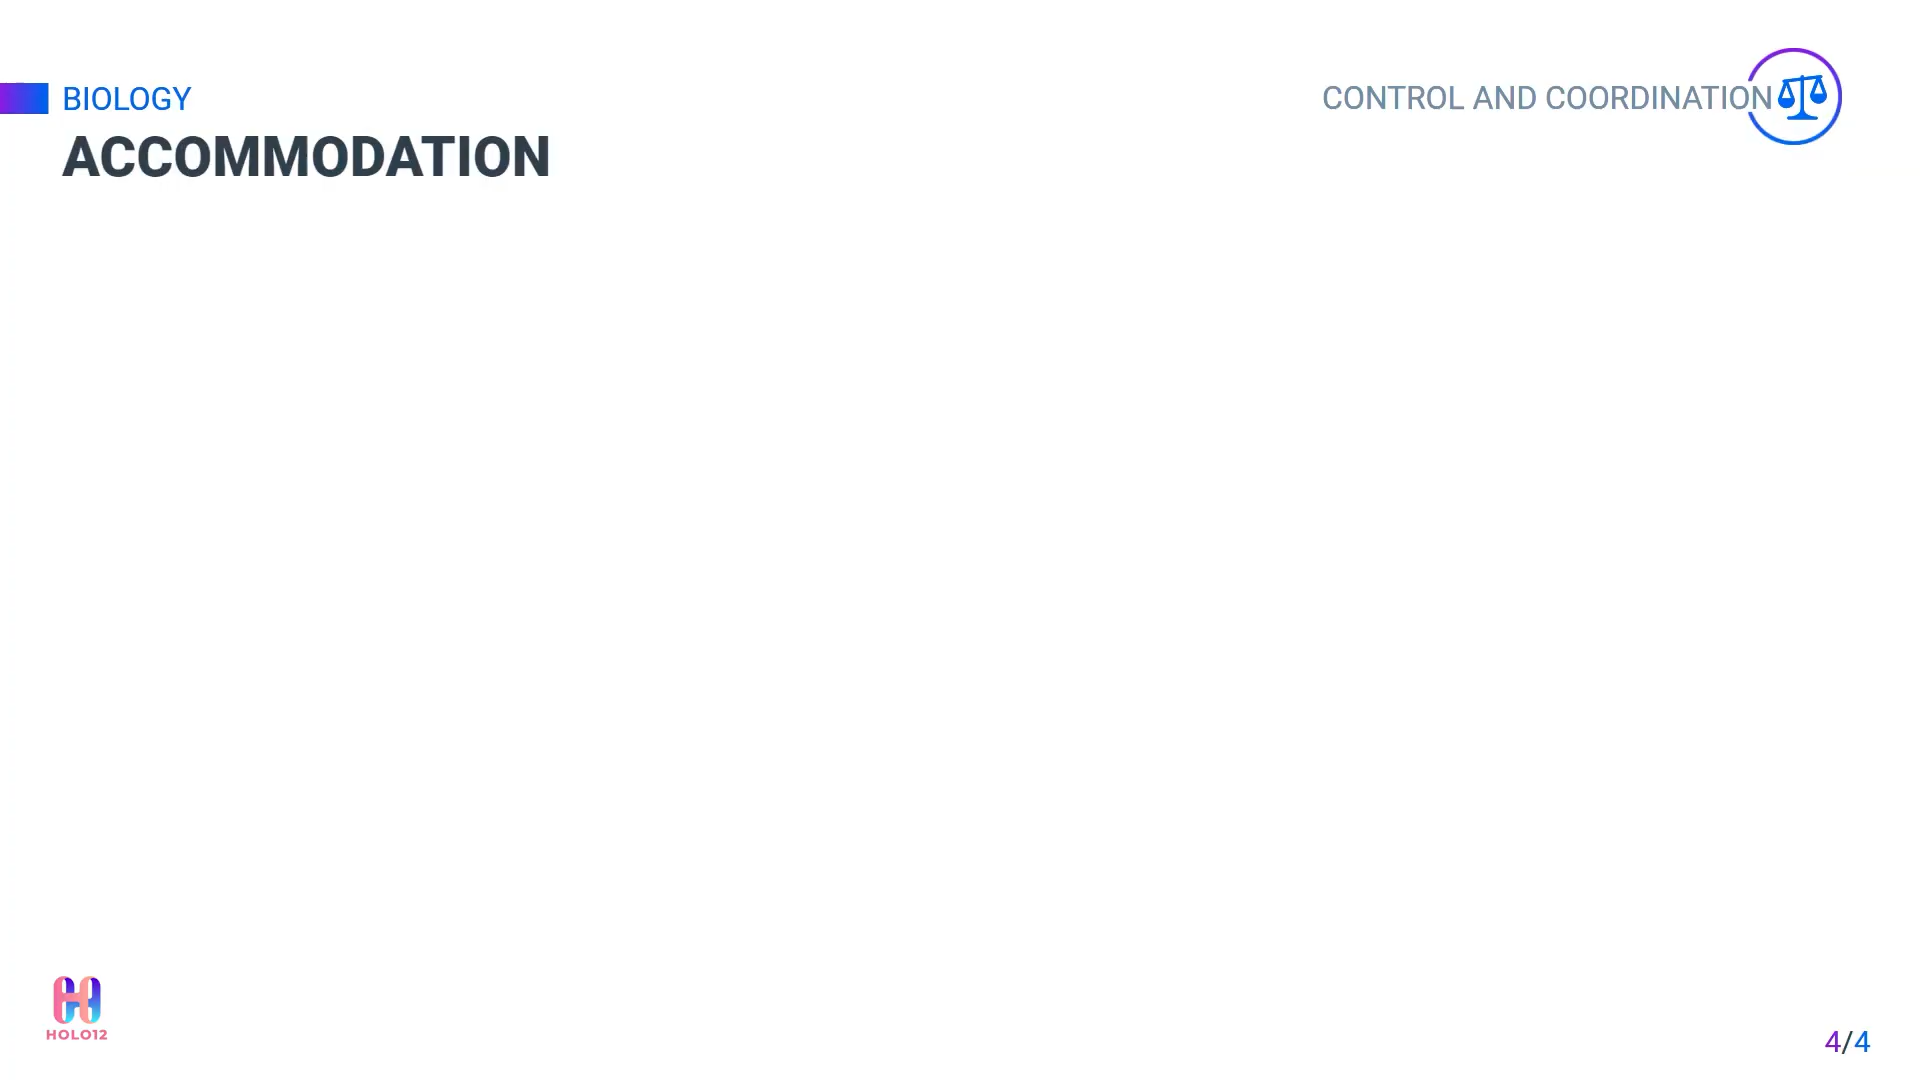 BIOLOGY
CONTROL AND COORDINATION
ACCOMMODATION
HOLO12
4/4